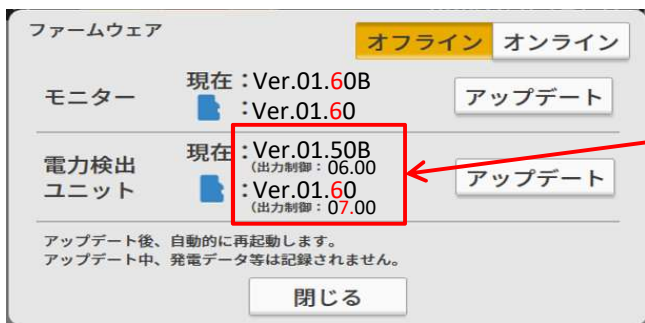 ファームウェア
オフライン オンライン
モニター 現在：Ver.01.60B アップデート
：Ver.01.60
電力検出ユニット 現在：Ver.01.50B アップデート
(出力制御：06.00
：Ver.01.60
(出力制御：07.00
アップデート後、自動的に再起動します。
アップデート中、発電データ等は記録されません。
閉じる